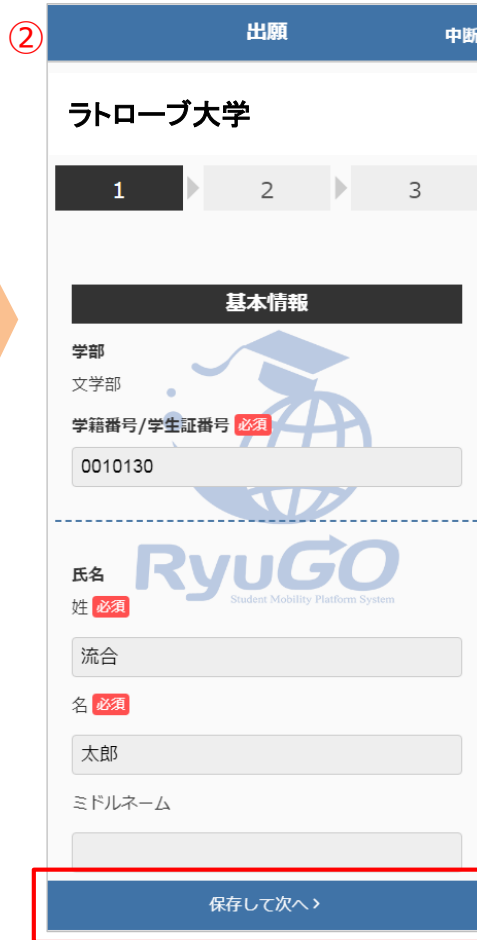 ②
出願
中断
ラトローブ大学
1 2 3
基本情報
学部
文学部
学籍番号/学生証番号 必須
0010130
RyuGO
Student Mobility Platform System
氏名
姓 必須
流合
名 必須
太郎
ミドルネーム
保存して次へ ›